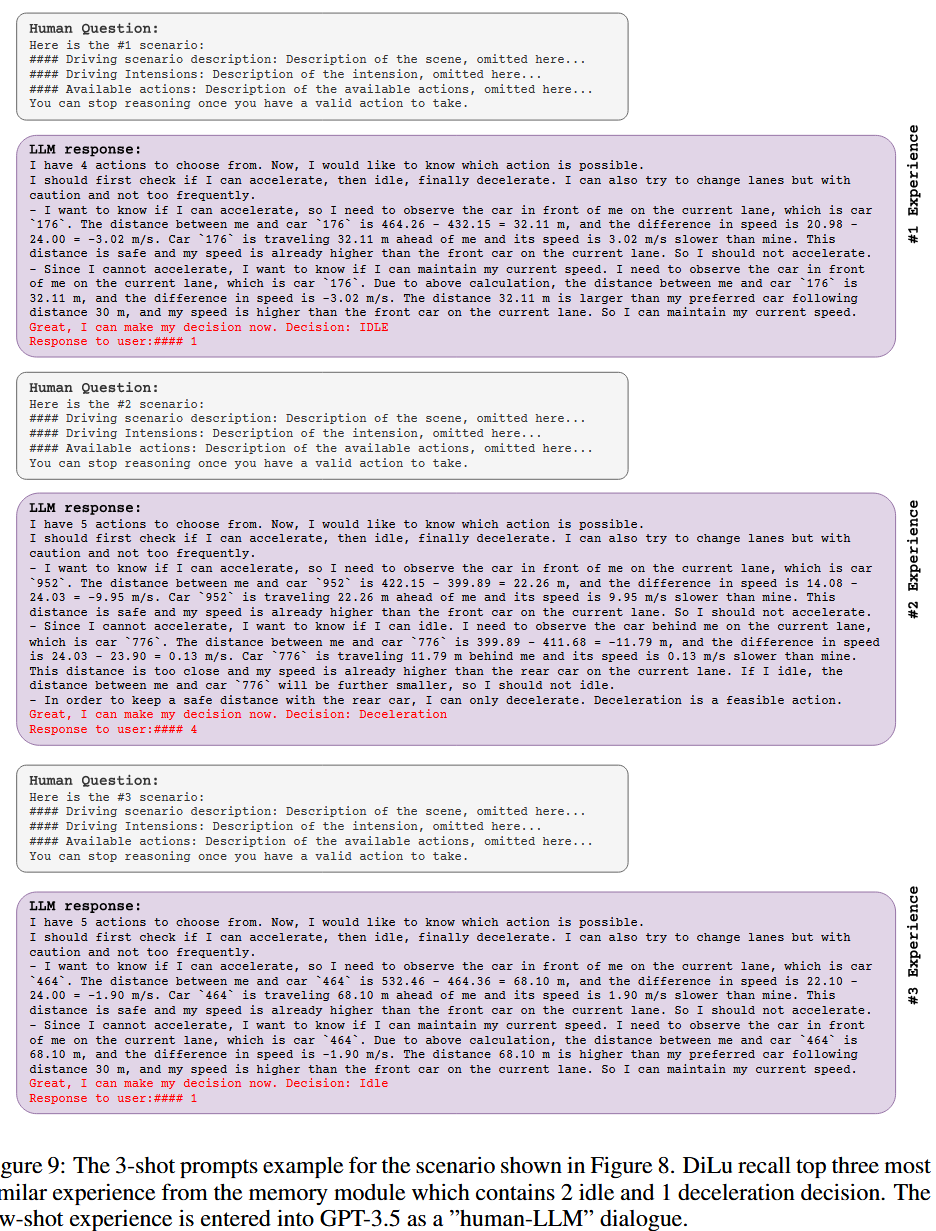 Human Question:
Here is the #1 scenario:
#### Driving scenario description: Description of the scene, omitted here...
#### Driving Intensions: Description of the intension, omitted here...
#### Available actions: Description of the available actions, omitted here...
You can stop reasoning once you have a valid action to take.
LLM response:
I have 4 actions to choose from. Now, I would like to know which action is possible.
I should first check if I can accelerate, then idle, finally decelerate. I can also try to change lanes but with
caution and not too frequently.
- I want to know if I can accelerate, so I need to observe the car in front of me on the current lane, which is car
`176`. The distance between me and car `176` is 464.26 - 432.15 = 32.11 m, and the difference in speed is 20.98 -
24.00 = -3.02 m/s. Car `176` is traveling 32.11 m ahead of me and its speed is 3.02 m/s slower than mine. This
distance is safe and my speed is already higher than the front car on the current lane. So I should not accelerate.
- Since I cannot accelerate, I want to know if I can maintain my current speed. I need to observe the car in front
of me on the current lane, which is car `176`. Due to above calculation, the distance between me and car `176` is
32.11 m, and the difference in speed is -3.02 m/s. The distance 32.11 m is larger than my preferred car following
distance 30 m, and my speed is higher than the front car on the current lane. So I can maintain my current speed.
Great, I can make my decision now. Decision: IDLE
Response to user:#### 1
#1 Experience
Human Question:
Here is the #2 scenario:
#### Driving scenario description: Description of the scene, omitted here...
#### Driving Intensions: Description of the intension, omitted here...
#### Available actions: Description of the available actions, omitted here...
You can stop reasoning once you have a valid action to take.
LLM response:
I have 5 actions to choose from. Now, I would like to know which action is possible.
I should first check if I can accelerate, then idle, finally decelerate. I can also try to change lanes but with
caution and not too frequently.
- I want to know if I can accelerate, so I need to observe the car in front of me on the current lane, which is car
`952`. The distance between me and car `952` is 422.15 - 399.89 = 22.26 m, and the difference in speed is 14.08 -
24.03 = -9.95 m/s. Car `952` is traveling 22.26 m ahead of me and its speed is 9.95 m/s slower than mine. This
distance is safe and my speed is already higher than the front car on the current lane. So I should not accelerate.
- Since I cannot accelerate, I want to know if I can idle. I need to observe the car behind me on the current lane,
which is car `776`. The distance between me and car `776` is 399.89 - 411.68 = -11.79 m, and the difference in speed
is 24.03 - 23.90 = 0.13 m/s. Car `776` is traveling 11.79 m behind me and its speed is 0.13 m/s slower than mine.
This distance is too close and my speed is already higher than the rear car on the current lane. If I idle, the
distance between me and car `776` will be further smaller, so I should not idle.
- In order to keep a safe distance with the rear car, I can only decelerate. Deceleration is a feasible action.
Great, I can make my decision now. Decision: Deceleration
Response to user:#### 4
#2 Experience
Human Question:
Here is the #3 scenario:
#### Driving scenario description: Description of the scene, omitted here...
#### Driving Intensions: Description of the intension, omitted here...
#### Available actions: Description of the available actions, omitted here...
You can stop reasoning once you have a valid action to take.
LLM response:
I have 5 actions to choose from. Now, I would like to know which action is possible.
I should first check if I can accelerate, then idle, finally decelerate. I can also try to change lanes but with
caution and not too frequently.
- I want to know if I can accelerate, so I need to observe the car in front of me on the current lane, which is car
`464`. The distance between me and car `464` is 532.46 - 464.36 = 68.10 m, and the difference in speed is 22.10 -
24.00 = -1.90 m/s. Car `464` is traveling 68.10 m ahead of me and its speed is 1.90 m/s slower than mine. This
distance is safe and my speed is already higher than the front car on the current lane. So I should not accelerate.
- Since I cannot accelerate, I want to know if I can maintain my current speed. I need to observe the car in front
of me on the current lane, which is car `464`. Due to above calculation, the distance between me and car `464` is
68.10 m, and the difference in speed is -1.90 m/s. The distance 68.10 m is higher than my preferred car following
distance 30 m, and my speed is higher than the front car on the current lane. So I can maintain my current speed.
Great, I can make my decision now. Decision: Idle
Response to user:#### 1
#3 Experience
gure 9: The 3-shot prompts example for the scenario shown in Figure 8. DiLu recall top three most
milar experience from the memory module which contains 2 idle and 1 deceleration decision. The
w-shot experience is entered into GPT-3.5 as a ”human-LLM” dialogue.